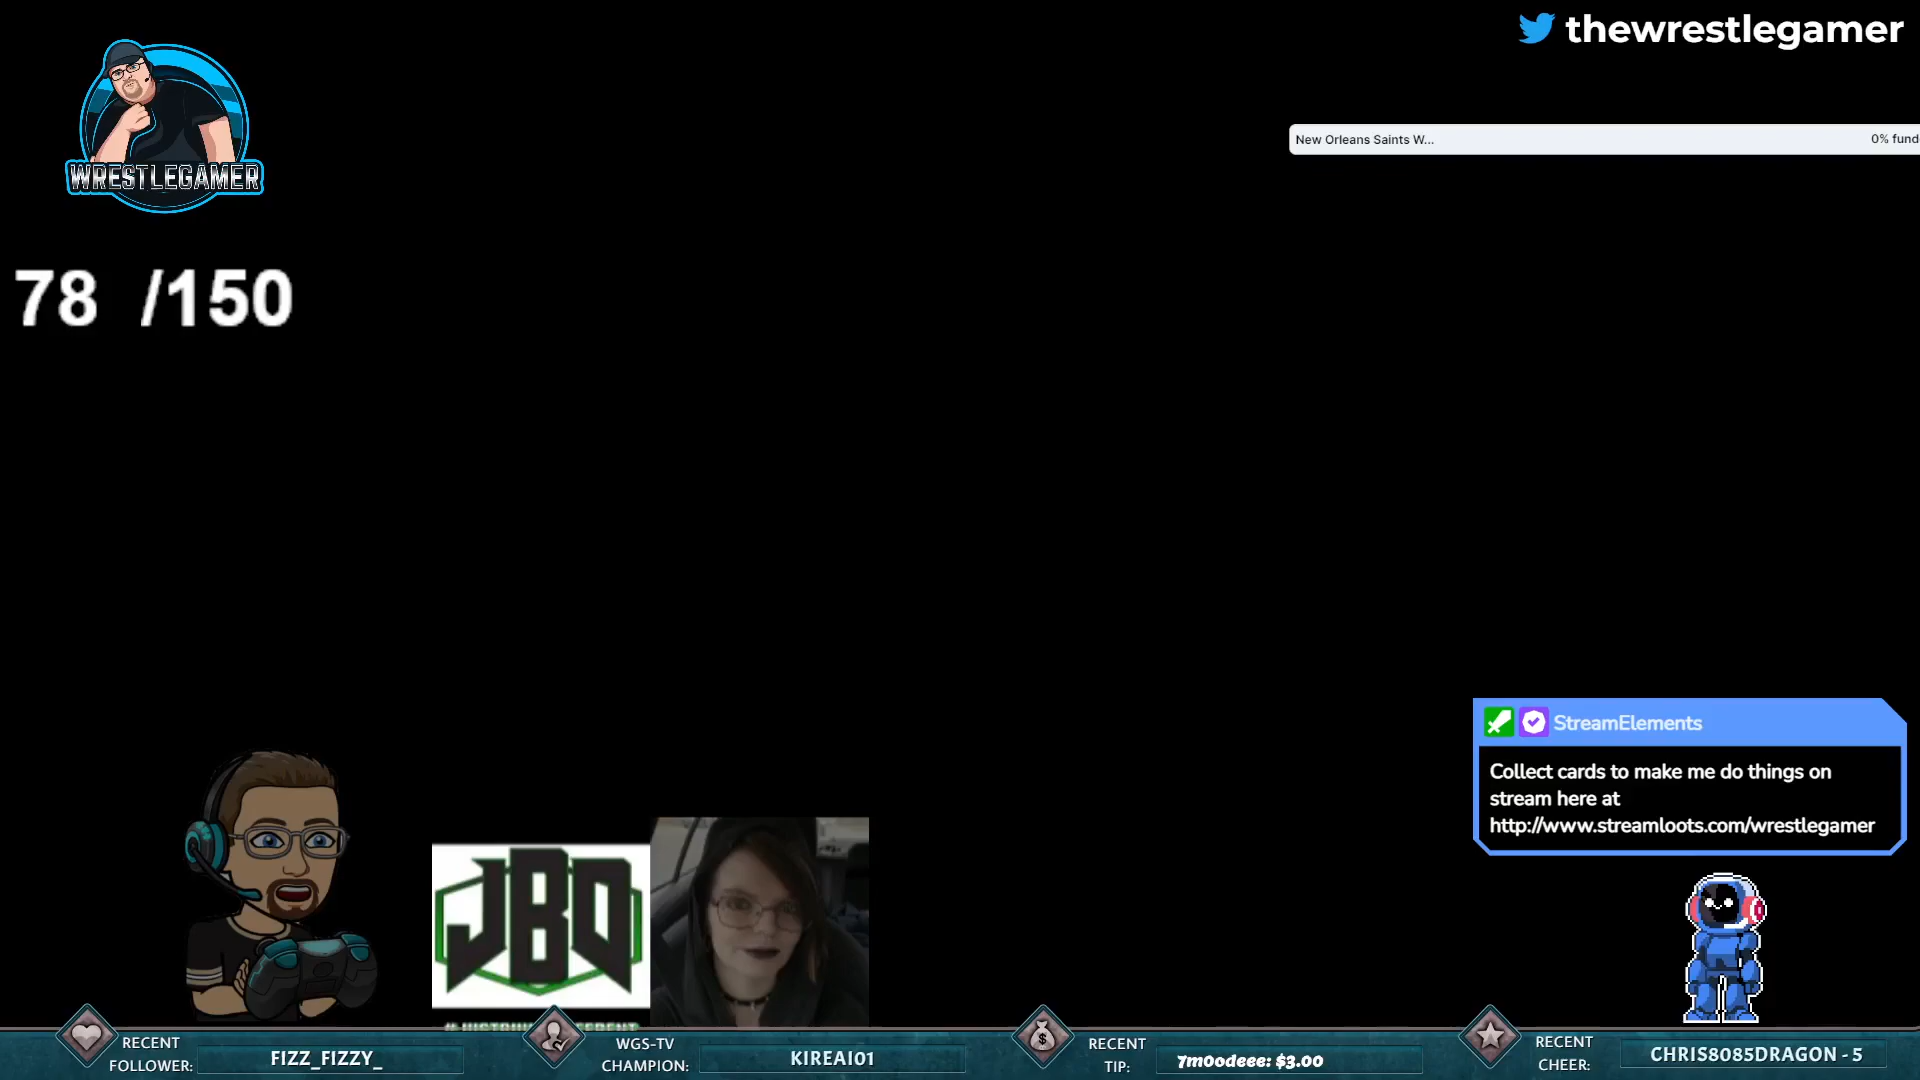 thewrestlegamer
WRESTLEGAMER
New Orleans Saints W...
0% fund
78 /150
StreamElements
Collect cards to make me do things on
stream here at
http://www.streamloots.com/wrestlegamer
JBD
RECENT
FOLLOWER:
FIZZ_FIZZY_
WGS-TV
CHAMPION:
KIREAI01
RECENT
TIP:
7m0odeee: $3.00
RECENT
CHEER:
CHRIS8085DRAGON - 5